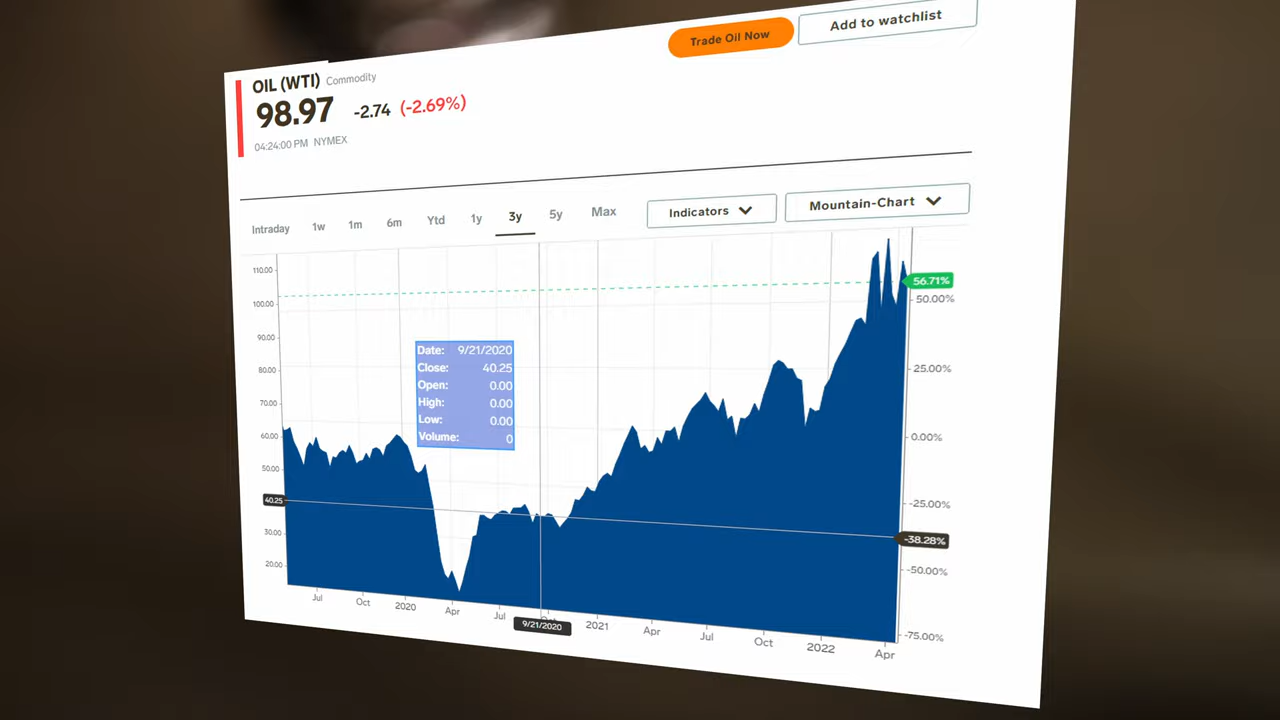 Trade Oil Now
Add to watchlist
OIL (WTI) Commodity
98.97 -2.74 (-2.69%)
04:24:00 PM NYMEX
Intraday 1w 1m 6m Ytd 1y 3y 5y Max
Indicators
Mountain-Chart
110.00
100.00
90.00
80.00
70.00
60.00
50.00
40.25
30.00
20.00
Date: 9/21/2020
Close: 40.25
Open: 0.00
High: 0.00
Low: 0.00
Volume: 0
56.71%
50.00%
25.00%
0.00%
-25.00%
-38.28%
-50.00%
-75.00%
Jul Oct 2020 Apr Jul 2021 Apr Jul Oct 2022 Apr
9/21/2020